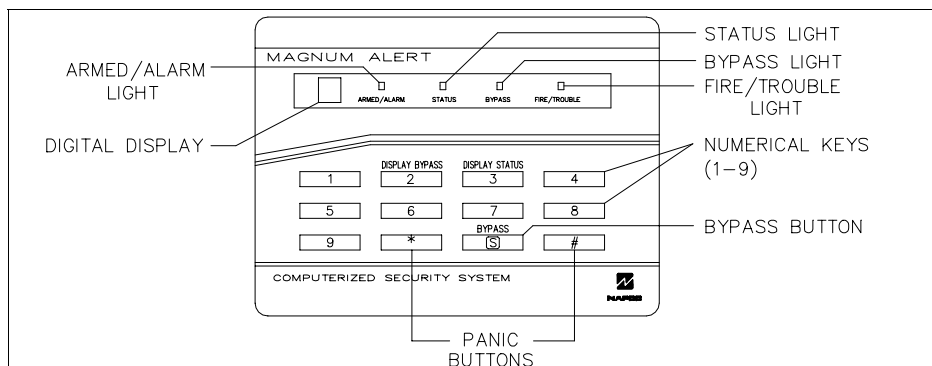 STATUS LIGHT
MAGNUM ALERT
BYPASS LIGHT
ARMED/ALARM
LIGHT
FIRE/TROUBLE
LIGHT
ARMED/ALARM STATUS BYPASS FIRE/TROUBLE
DIGITAL DISPLAY
NUMERICAL KEYS
(1-9)
DISPLAY BYPASS DISPLAY STATUS
1 2 3 4
5 6 7 8
BYPASS
BYPASS BUTTON
9 * S #
COMPUTERIZED SECURITY SYSTEM
NAPCO
PANIC
BUTTONS